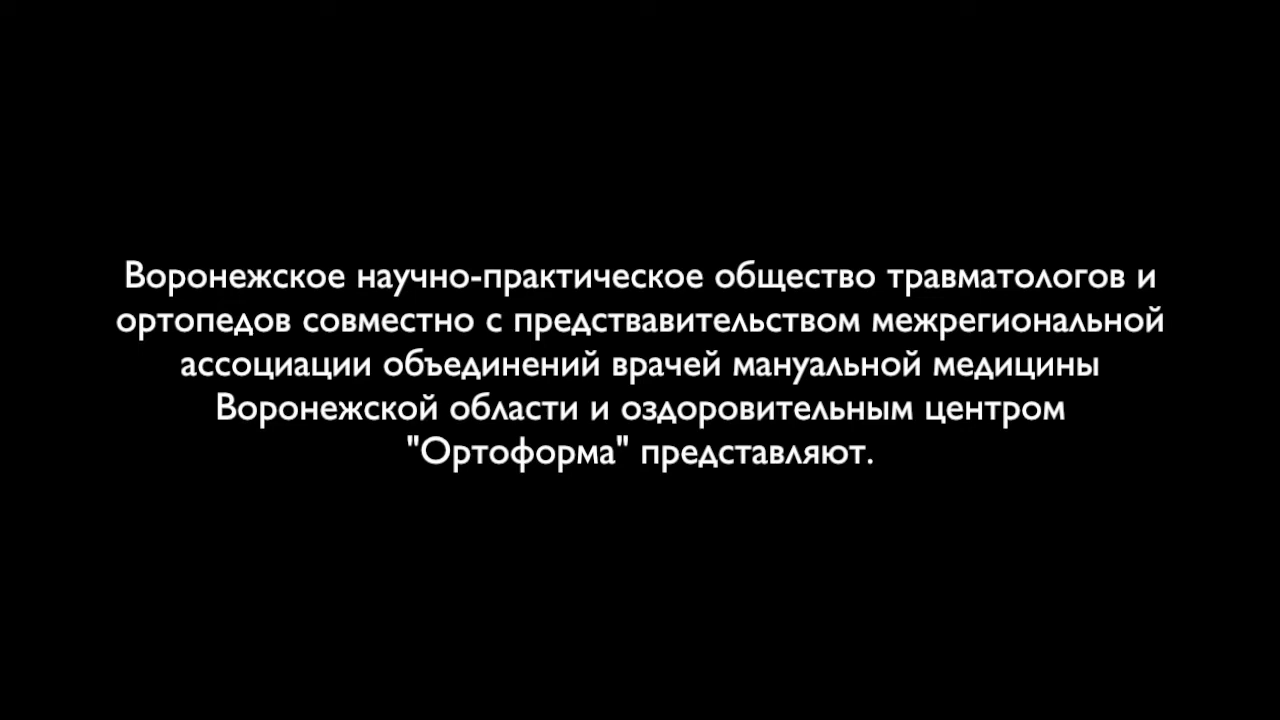 Воронежское научно-практическое общество травматологов и
ортопедов совместно с предствавительством межрегиональной
ассоциации объединений врачей мануальной медицины
Воронежской области и оздоровительным центром
"Ортоформа" представляют.